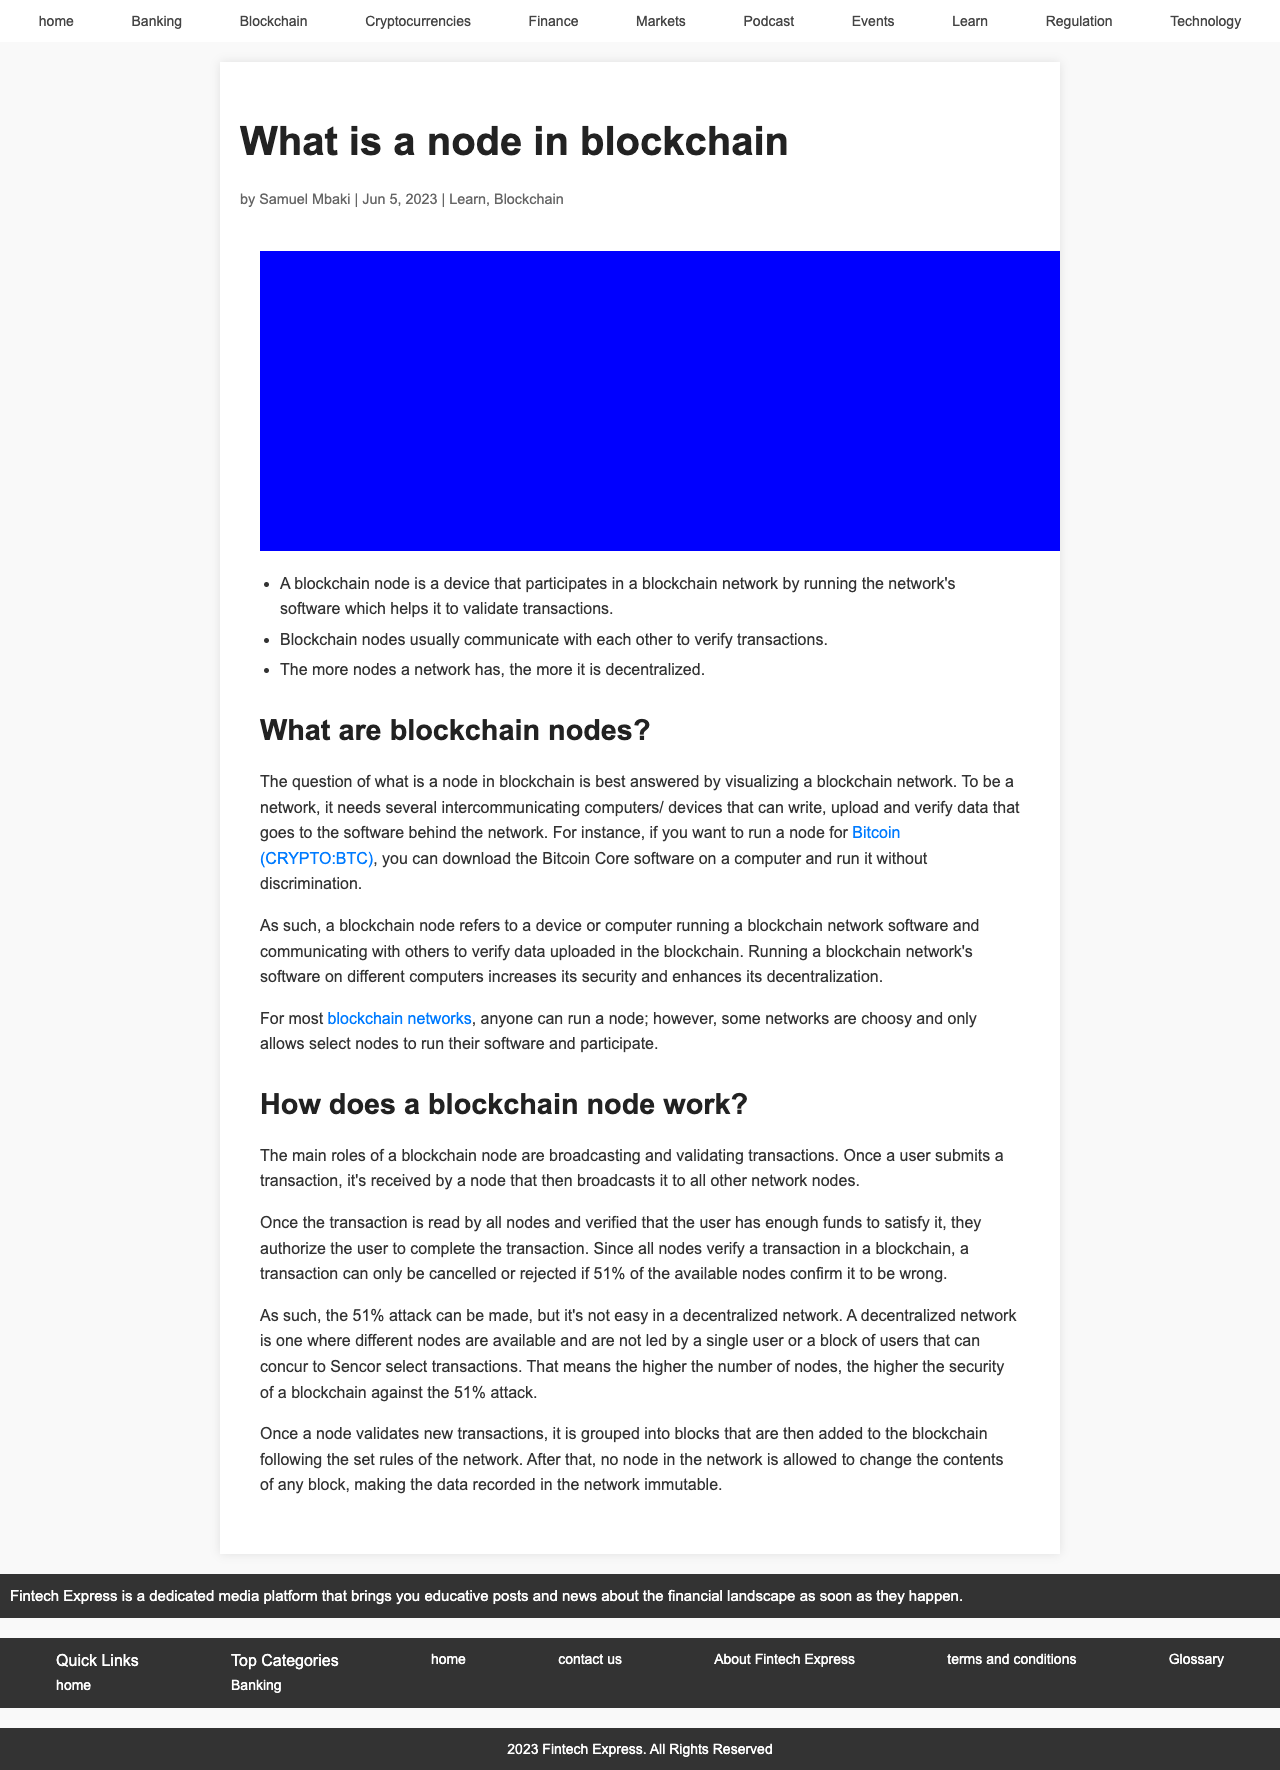 home Banking Blockchain Cryptocurrencies Finance Markets Podcast Events Learn Regulation Technology
What is a node in blockchain
by Samuel Mbaki | Jun 5, 2023 | Learn, Blockchain
• A blockchain node is a device that participates in a blockchain network by running the network's
software which helps it to validate transactions.
• Blockchain nodes usually communicate with each other to verify transactions.
• The more nodes a network has, the more it is decentralized.
What are blockchain nodes?
The question of what is a node in blockchain is best answered by visualizing a blockchain network. To be a
network, it needs several intercommunicating computers/ devices that can write, upload and verify data that
goes to the software behind the network. For instance, if you want to run a node for Bitcoin
(CRYPTO:BTC), you can download the Bitcoin Core software on a computer and run it without
discrimination.
As such, a blockchain node refers to a device or computer running a blockchain network software and
communicating with others to verify data uploaded in the blockchain. Running a blockchain network's
software on different computers increases its security and enhances its decentralization.
For most blockchain networks, anyone can run a node; however, some networks are choosy and only
allows select nodes to run their software and participate.
How does a blockchain node work?
The main roles of a blockchain node are broadcasting and validating transactions. Once a user submits a
transaction, it's received by a node that then broadcasts it to all other network nodes.
Once the transaction is read by all nodes and verified that the user has enough funds to satisfy it, they
authorize the user to complete the transaction. Since all nodes verify a transaction in a blockchain, a
transaction can only be cancelled or rejected if 51% of the available nodes confirm it to be wrong.
As such, the 51% attack can be made, but it's not easy in a decentralized network. A decentralized network
is one where different nodes are available and are not led by a single user or a block of users that can
concur to Sencor select transactions. That means the higher the number of nodes, the higher the security
of a blockchain against the 51% attack.
Once a node validates new transactions, it is grouped into blocks that are then added to the blockchain
following the set rules of the network. After that, no node in the network is allowed to change the contents
of any block, making the data recorded in the network immutable.
Fintech Express is a dedicated media platform that brings you educative posts and news about the financial landscape as soon as they happen.
Quick Links Top Categories home contact us About Fintech Express terms and conditions Glossary
home Banking
2023 Fintech Express. All Rights Reserved